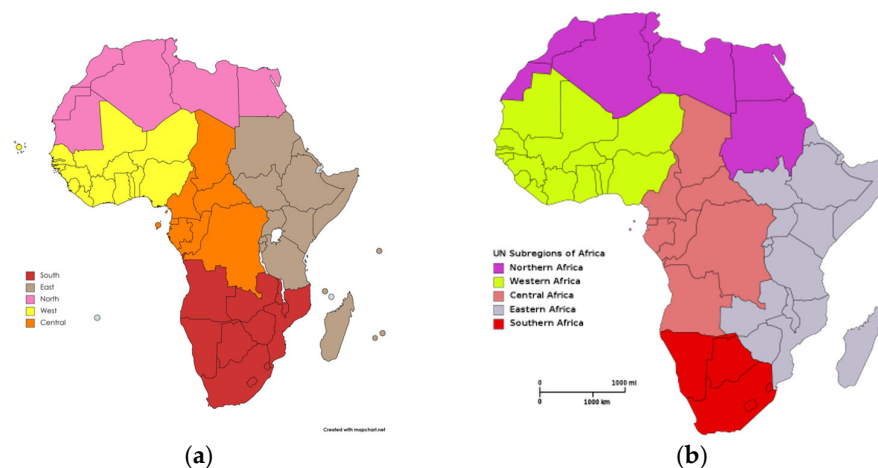 South
East
North
West
Central
Created with mapchart.net
(a)
UN Subregions of Africa
Northern Africa
Western Africa
Central Africa
Eastern Africa
Southern Africa
0 1000 mi
0 1000 km
(b)